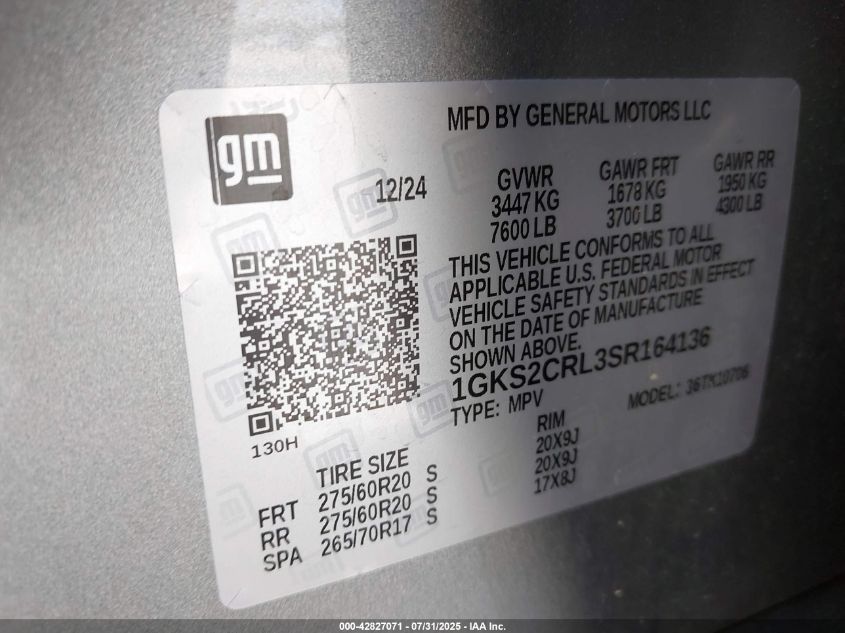 gm
MFD BY GENERAL MOTORS LLC
12/24
GVWR
3447 KG
7600 LB
GAWR FRT
1678 KG
3700 LB
GAWR RR
1950 KG
4300 LB
THIS VEHICLE CONFORMS TO ALL
APPLICABLE U.S. FEDERAL MOTOR
VEHICLE SAFETY STANDARDS IN EFFECT
ON THE DATE OF MANUFACTURE
SHOWN ABOVE.
1GKS2CRL3SR164136
TYPE: MPV
MODEL: 36TK10706
130H
TIRE SIZE
RIM
FRT 275/60R20 S 20X9J
RR 275/60R20 S 20X9J
SPA 265/70R17 S 17X8J
000-42827071 - 07/31/2025 - IAA Inc.